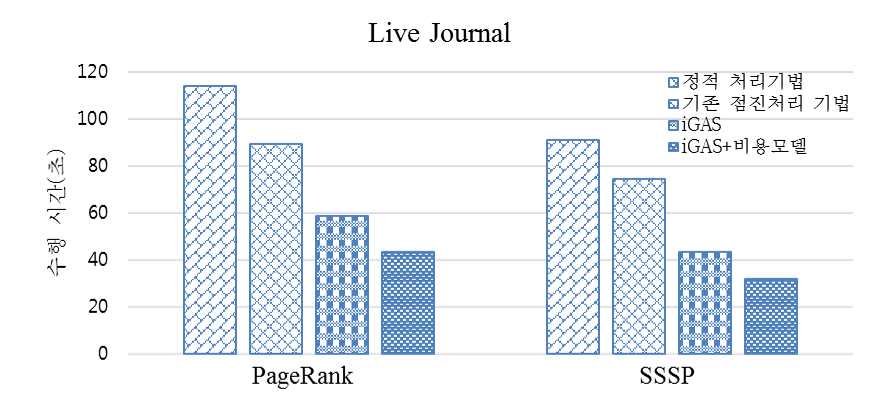 Live Journal
120
100
80
60
40
20
0
수행 시간(초)
정적 처리기법
기존 점진처리 기법
iGAS
iGAS+비용모델
PageRank
SSSP